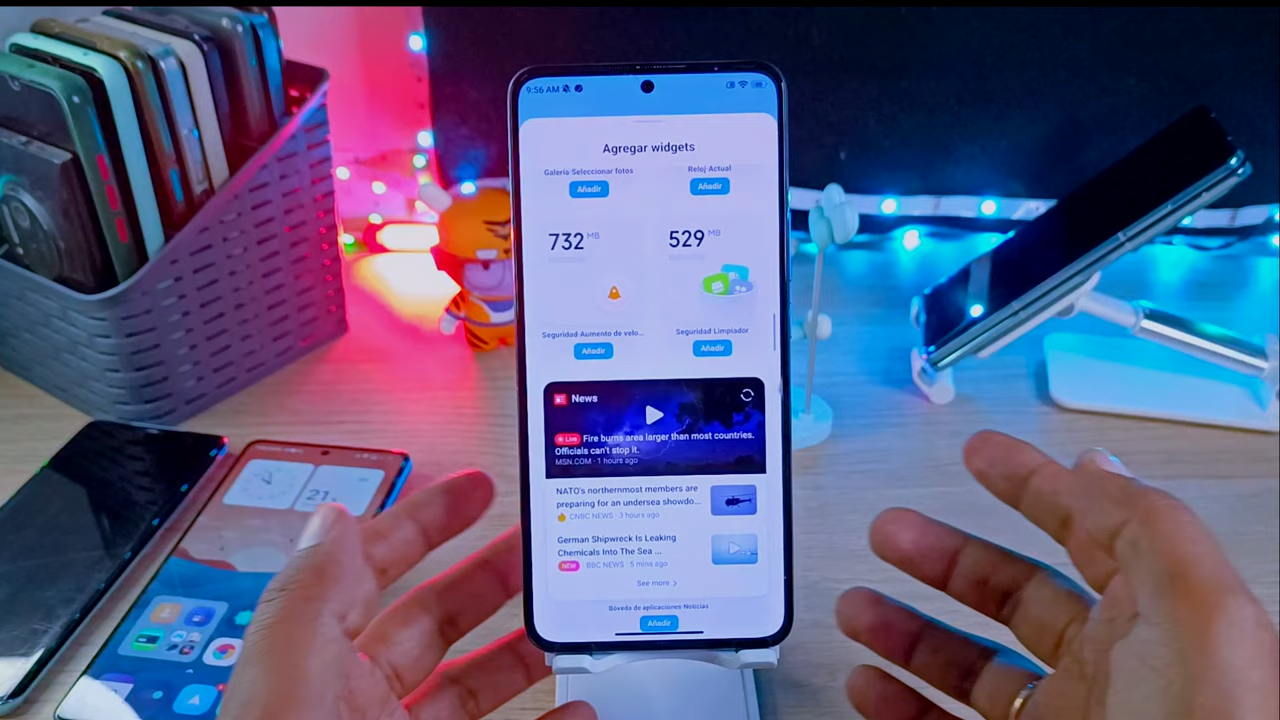 9:56 AM
Agregar widgets
Galería·Seleccionar fotos
Reloj·Actual
Añadir
Añadir
732 MB
529 MB
Seguridad·Aumento de velo...
Seguridad·Limpiador
Añadir
Añadir
News
Live Fire burns area larger than most countries.
Officials can't stop it.
MSN.COM · 1 hours ago
NATO's northernmost members are
preparing for an undersea showdo...
CNBC NEWS · 3 hours ago
German Shipwreck Is Leaking
Chemicals Into The Sea ...
NEW BBC NEWS · 5 mins ago
See more >
Bóveda de aplicaciones·Noticias
Añadir
21°